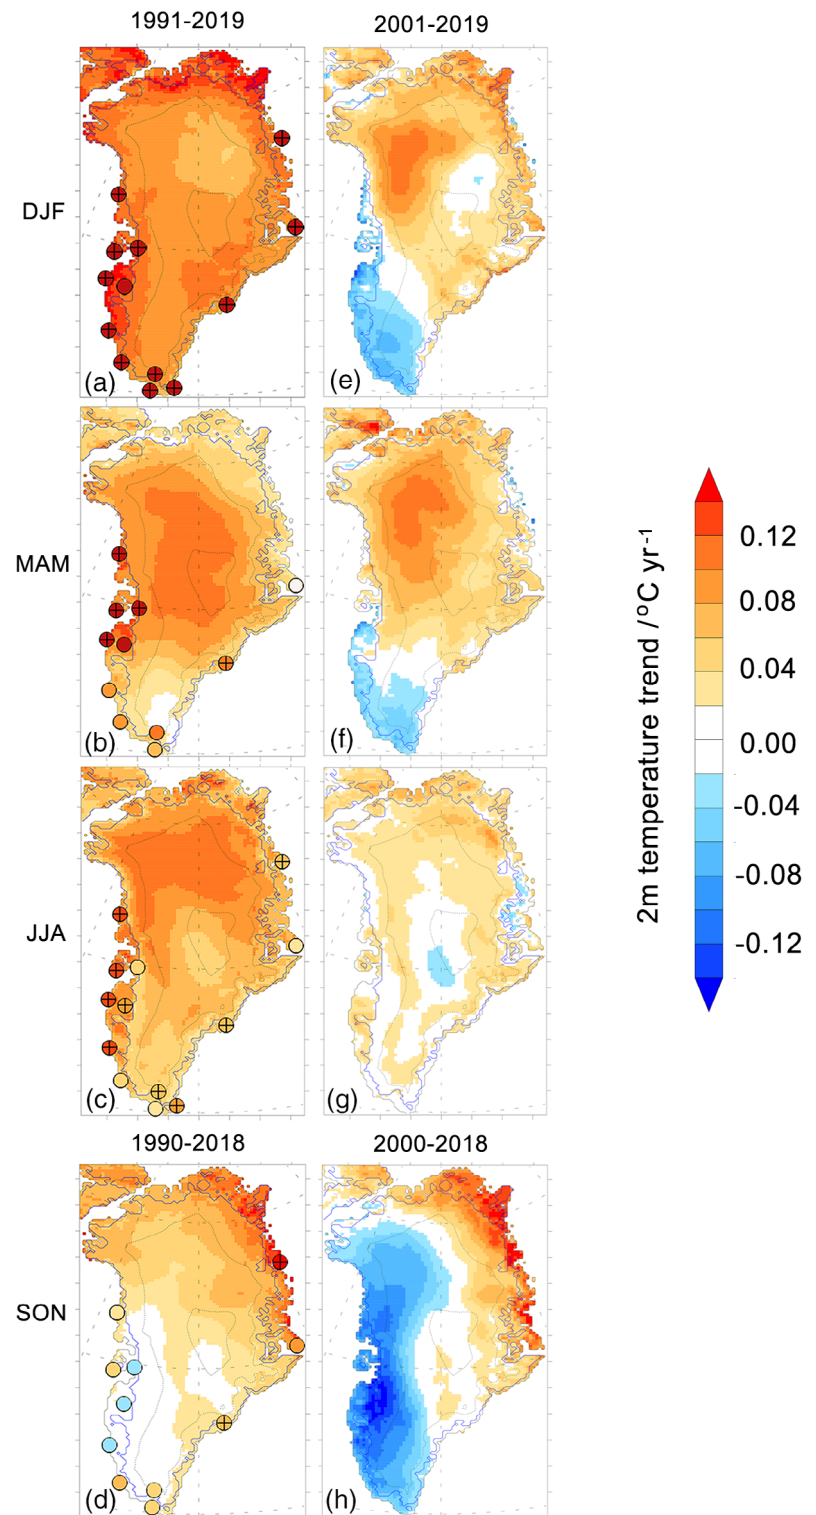 1991-2019 2001-2019
DJF
(a) (e)
MAM
(b) (f)
JJA
(c) (g)
1990-2018 2000-2018
SON
(d) (h)
2m temperature trend /°C yr-1
0.12
0.08
0.04
0.00
-0.04
-0.08
-0.12